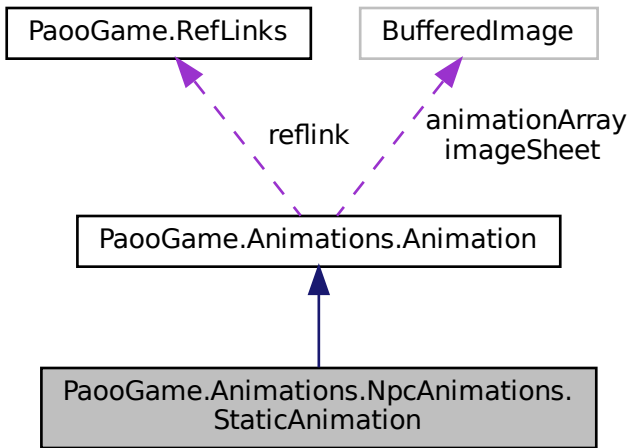 PaooGame.RefLinks
BufferedImage
reflink
animationArray
imageSheet
PaooGame.Animations.Animation
PaooGame.Animations.NpcAnimations.
StaticAnimation